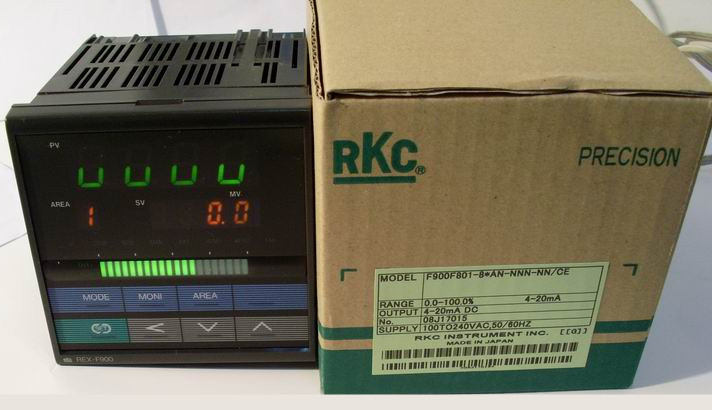 PV
AREA
SV
MV
1
0.0
MODE MONI AREA
REX-F900
RKC®
PRECISION
MODEL F900F801-8*AN-NNN-NN/CE
RANGE 0.0-100.0% 4-20mA
OUTPUT 4-20mA DC
No. 08J17015
SUPPLY 100TO240VAC,50/60HZ
RKC INSTRUMENT INC.
MADE IN JAPAN